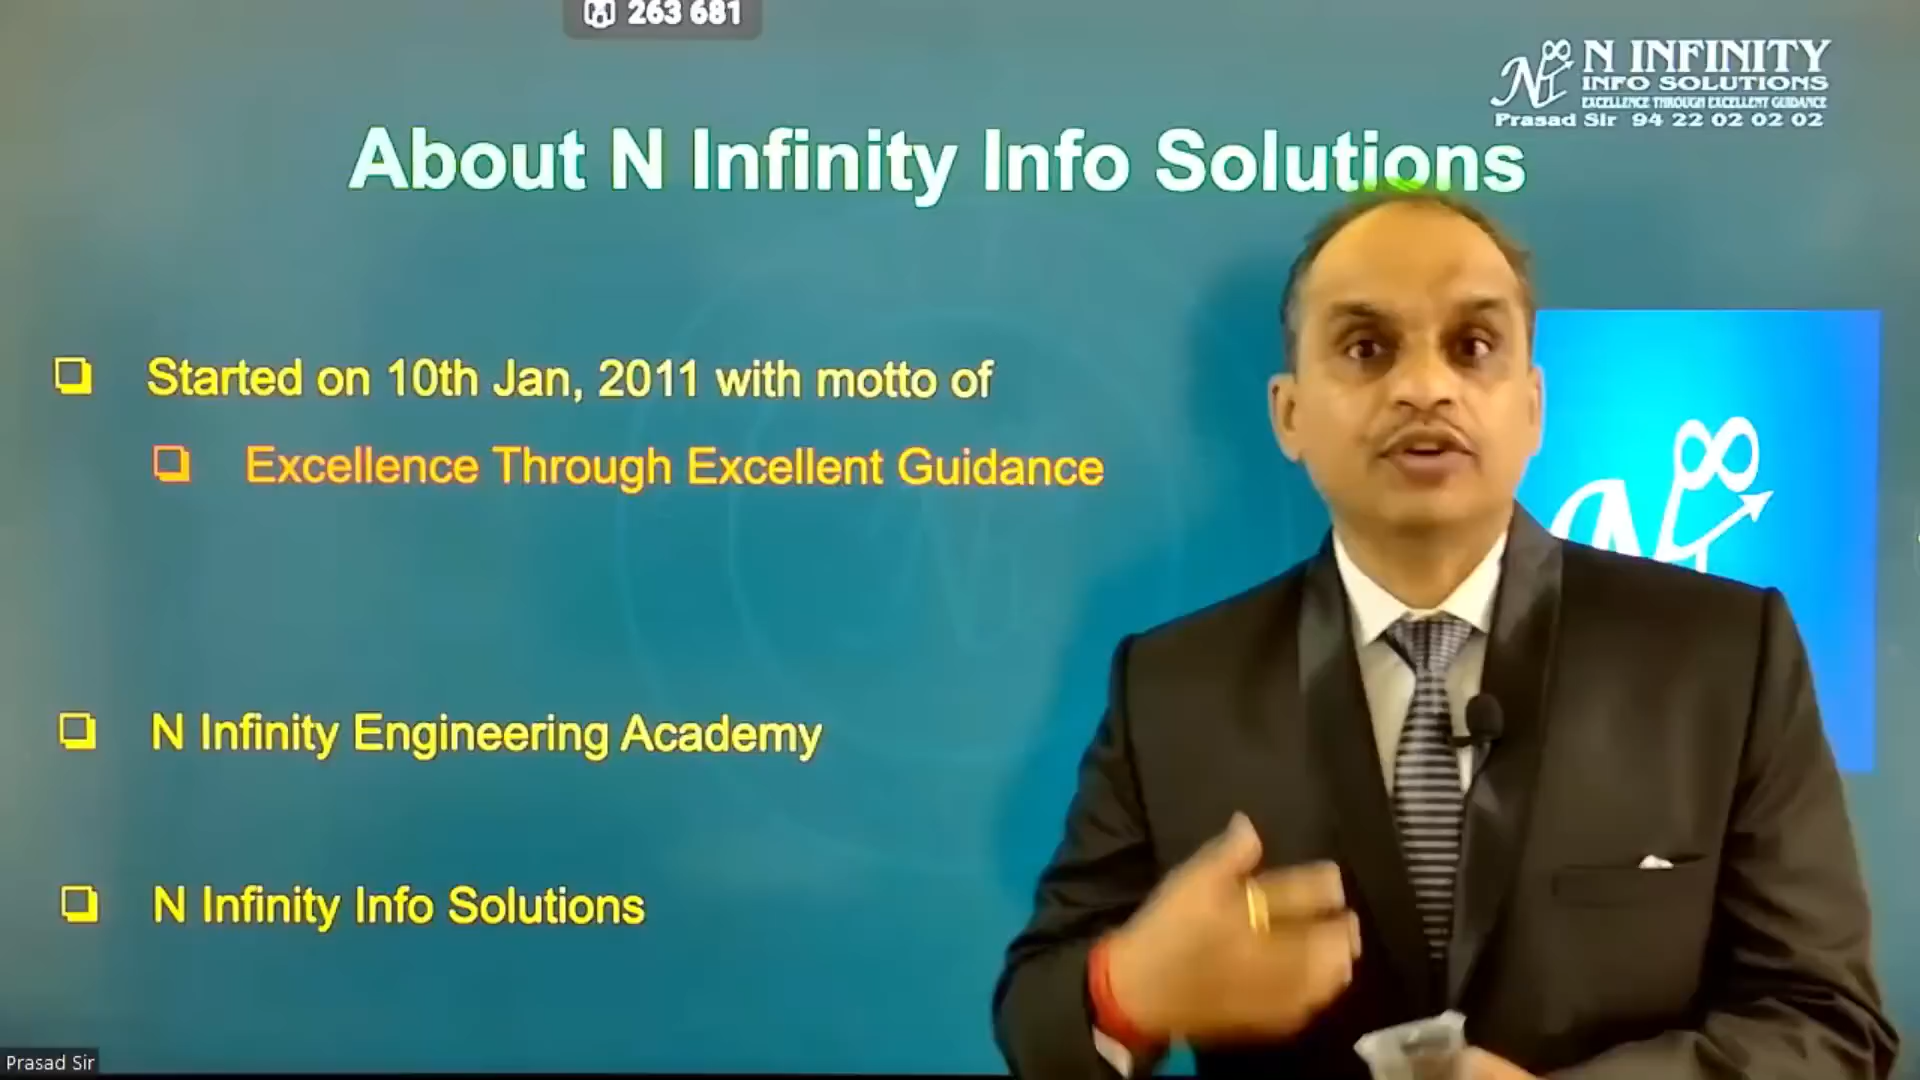 263 681
N INFINITY
INFO SOLUTIONS
EXCELLENCE THROUGH EXCELLENT GUIDANCE
Prasad Sir 94 22 02 02 02
About N Infinity Info Solutions
❑ Started on 10th Jan, 2011 with motto of
❑ Excellence Through Excellent Guidance
❑ N Infinity Engineering Academy
❑ N Infinity Info Solutions
Prasad Sir